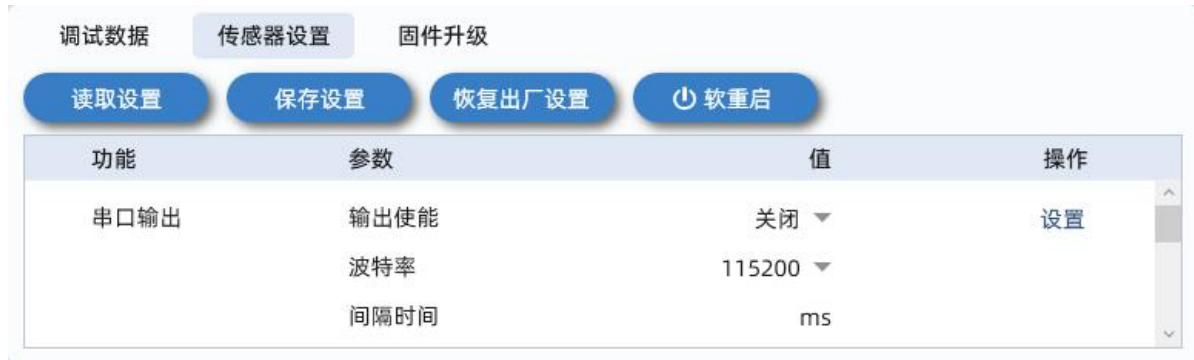 调试数据 传感器设置 固件升级
读取设置 保存设置 恢复出厂设置 软重启
功能 参数 值 操作
串口输出 输出使能 关闭 设置
波特率 115200
间隔时间 ms